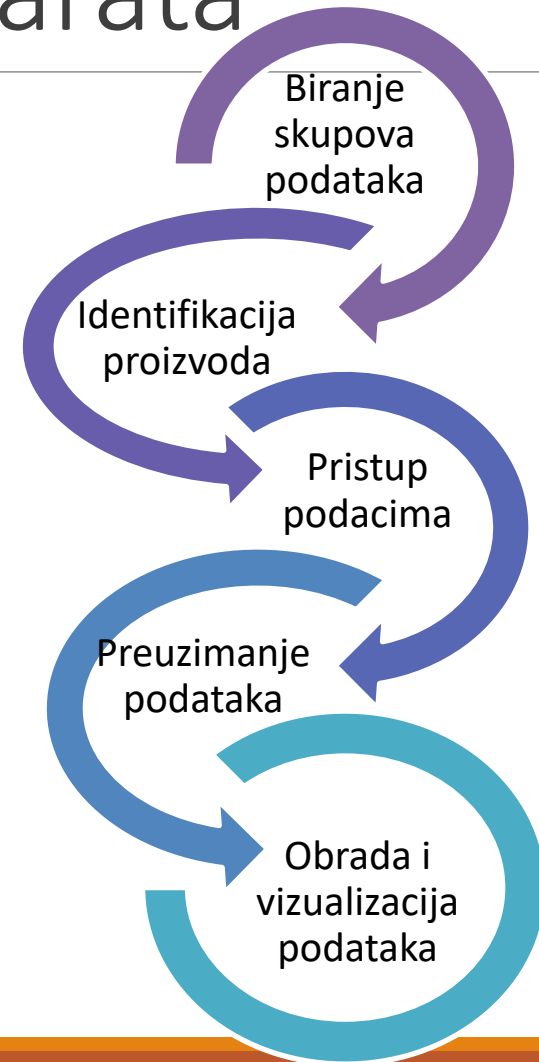 Biranje
skupova
podataka
Identifikacija
proizvoda
Pristup
podacima
Preuzimanje
podataka
Obrada i
vizualizacija
podataka